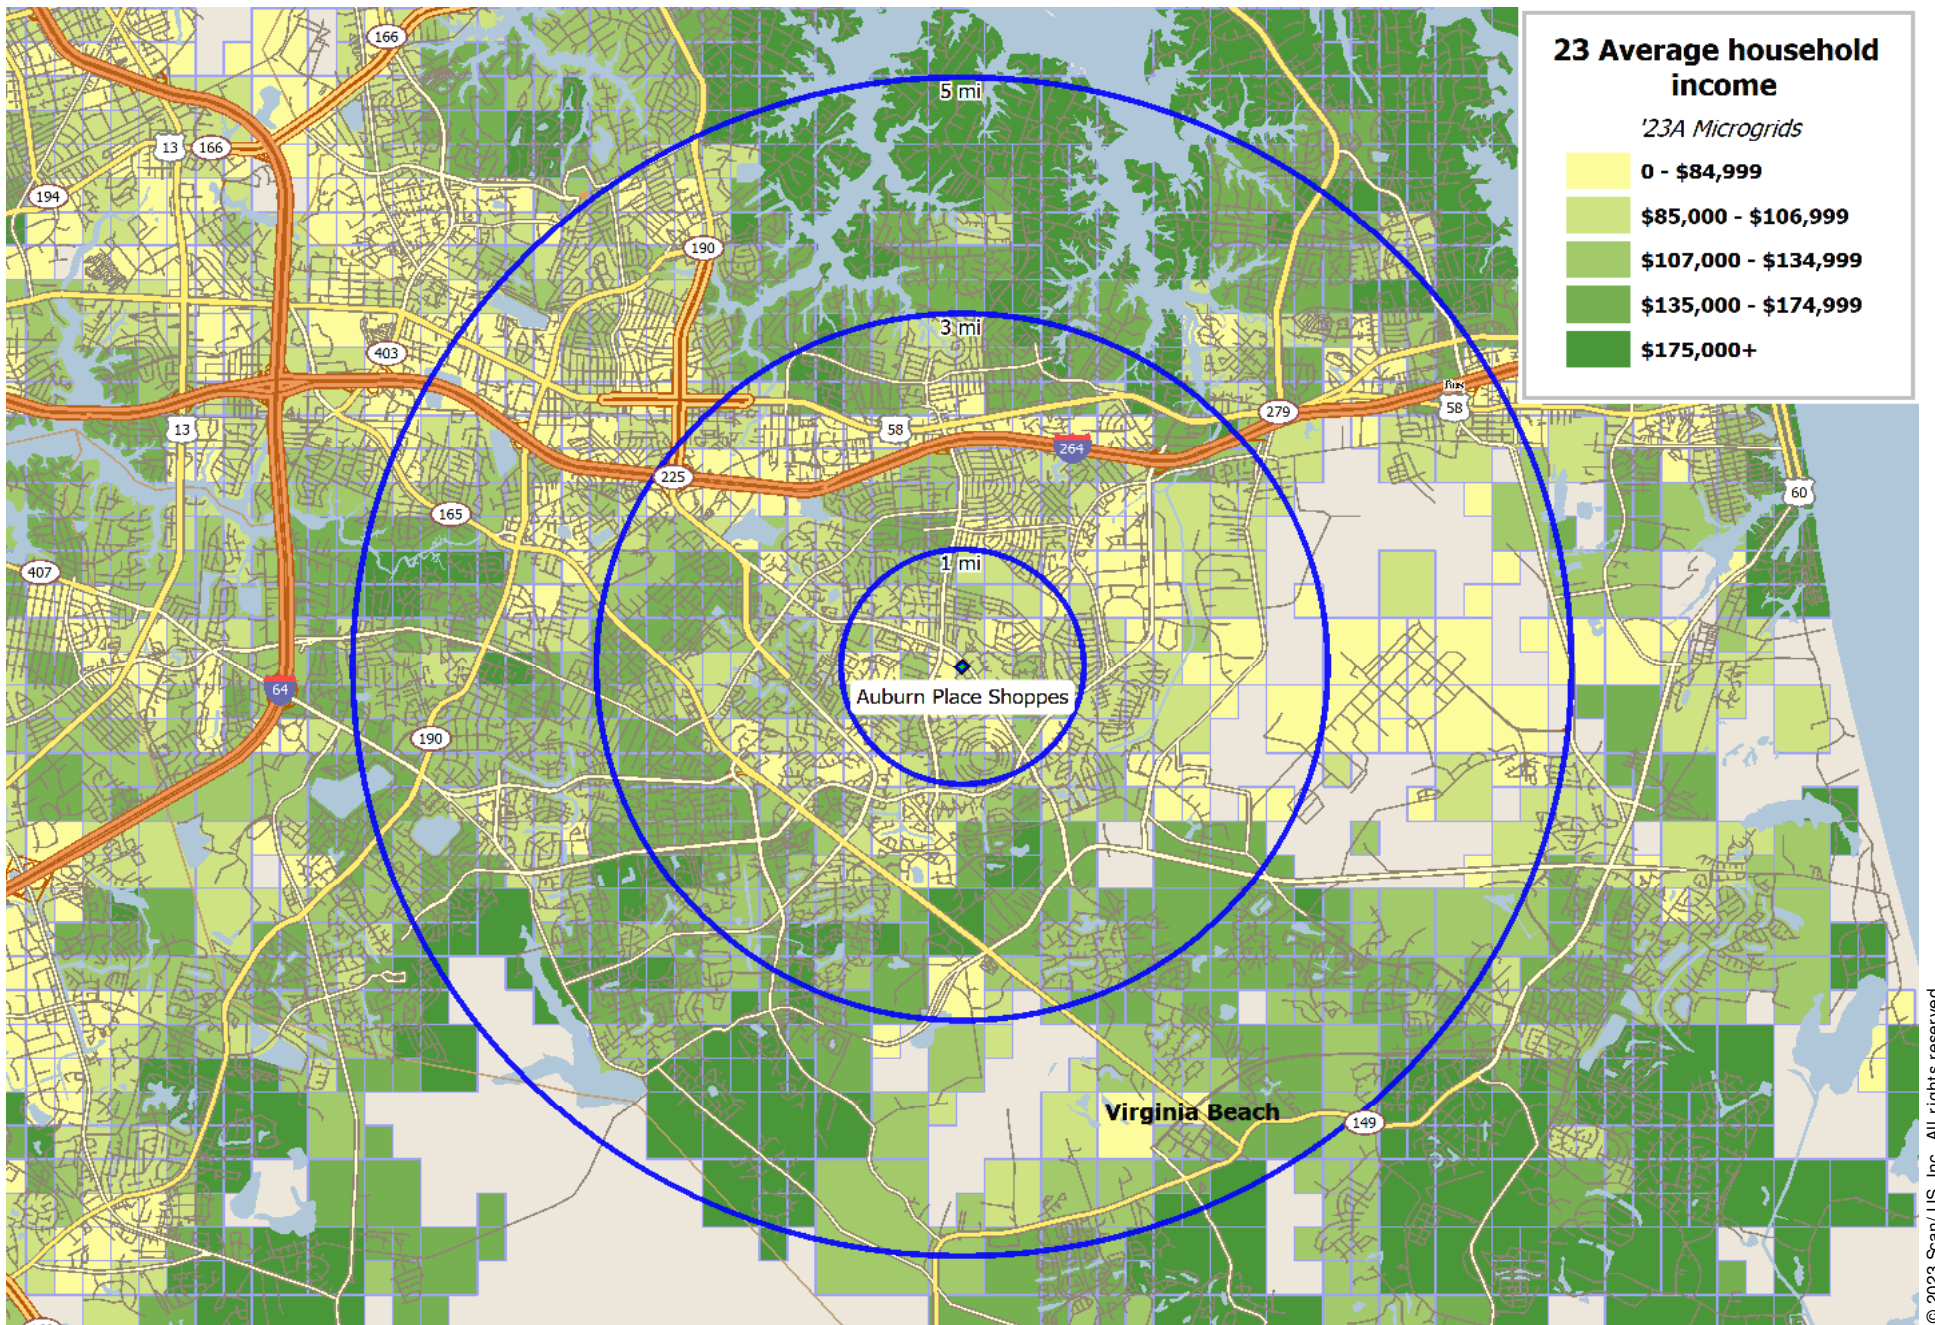 23 Average household
income
'23A Microgrids
0 - $84,999
$85,000 - $106,999
$107,000 - $134,999
$135,000 - $174,999
$175,000+
166
5 mi
13
166
194
190
3 mi
403
Bus
279
58
13
58
264
225
60
165
1 mi
407
64
Auburn Place Shoppes
190
Virginia Beach
149
© 2023 Scan/ US, Inc.  All rights reserved